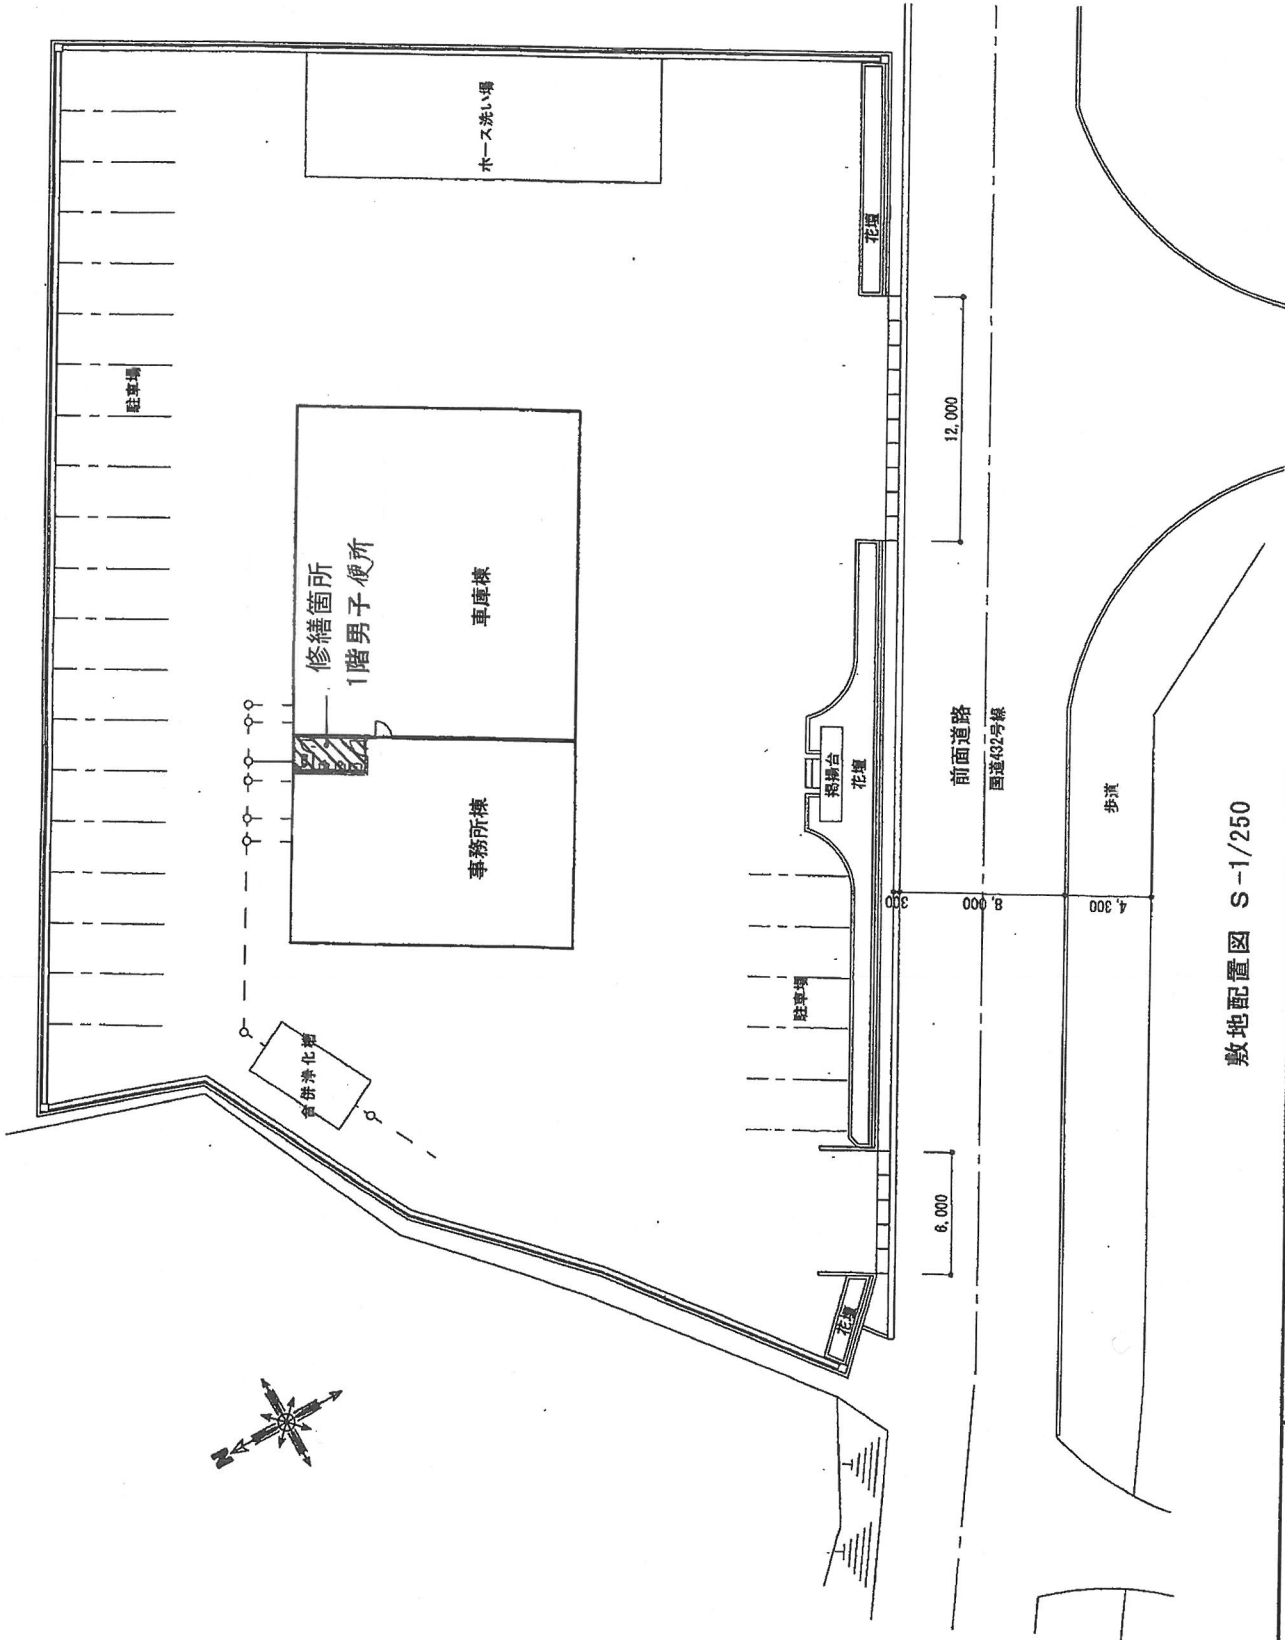 ホース洗い場
花壇
駐車場
12,000
修繕箇所
1階男子便所
車庫棟
事務所棟
掲揚台
花壇
前面道路
国道432号線
歩道
300
8,000
4,300
駐車場
合併浄化槽
6,000
花壇
N
敷地配置図 S-1/250